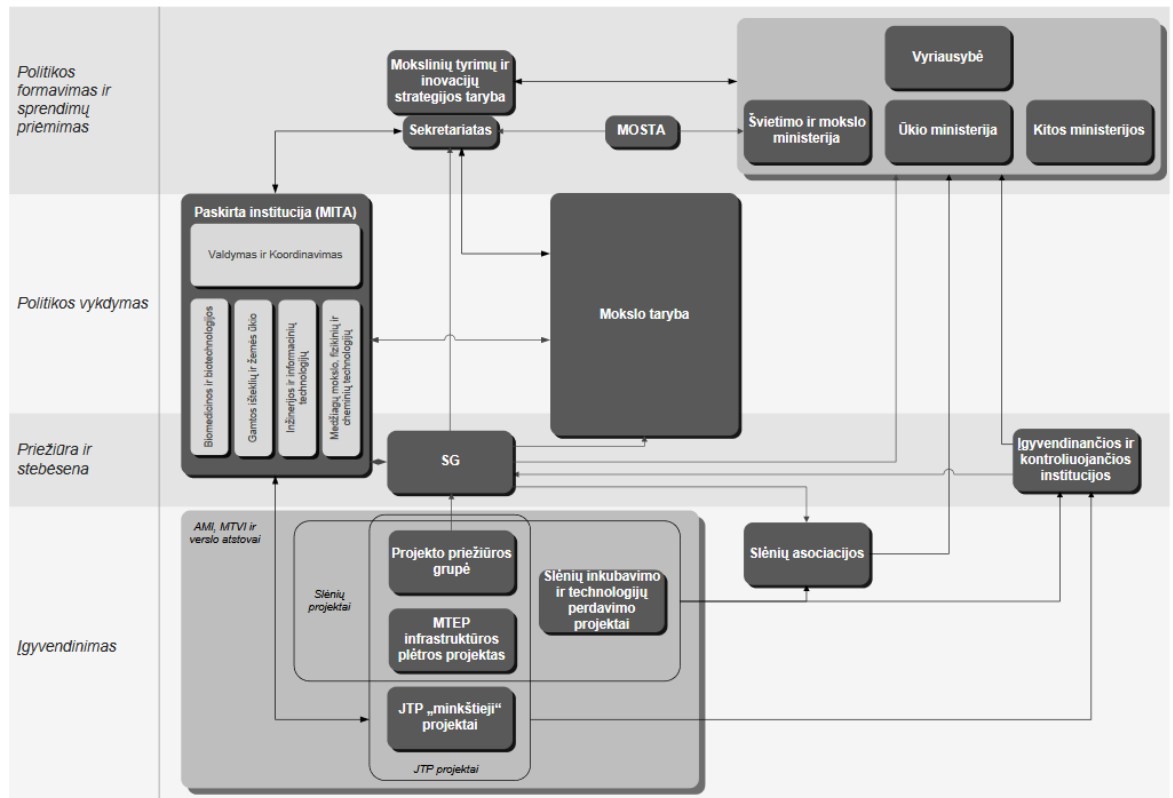 Politikos
formavimas ir
sprendimų
priėmimas
Mokslinių tyrimų ir
inovacijų
strategijos taryba
Sekretariatas
MOSTA
Vyriausybė
Švietimo ir mokslo
ministerija
Ūkio ministerija
Kitos ministerijos
Politikos vykdymas
Paskirta institucija (MITA)
Valdymas ir Koordinavimas
Biomedicinos ir biotechnologijos
Gamtos išteklių ir žemės ūkio
Inžinerijos ir informacinių
technologijų
Medžiagų mokslo, fizikinių ir
cheminių technologijų
Mokslo taryba
Priežiūra ir
stebėsena
SG
Įgyvendinančios ir
kontroliuojančios
institucijos
Įgyvendinimas
AMI, MTVI ir
verslo atstovai
Slėnių
projektai
Projekto priežiūros
grupė
MTEP
infrastruktūros
plėtros projektas
JTP „minkštieji“
projektai
JTP projektai
Slėnių inkubavimo
ir technologijų
perdavimo
projektai
Slėnių asociacijos